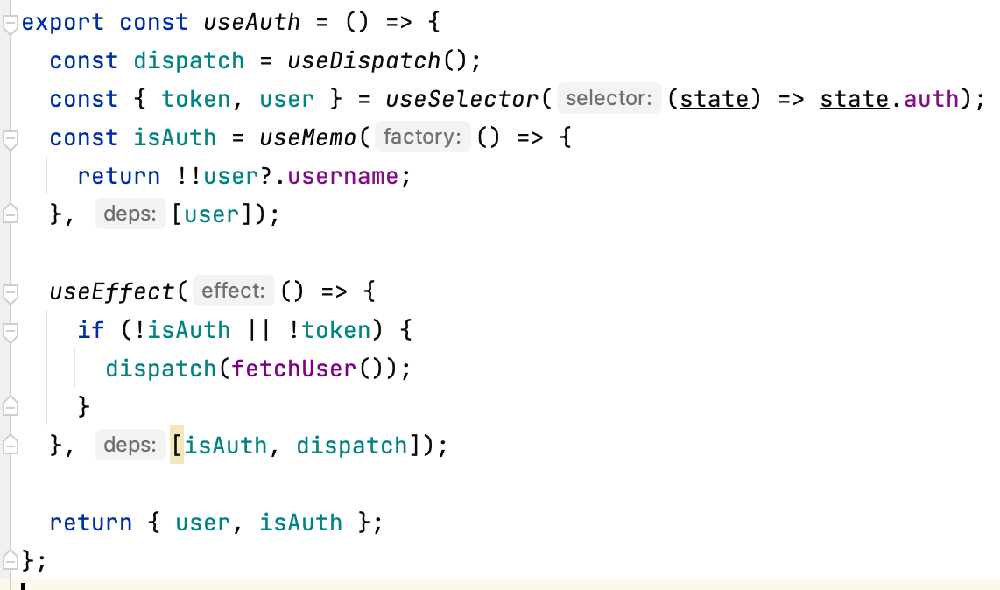 export const useAuth = () => {
  const dispatch = useDispatch();
  const { token, user } = useSelector( selector: (state) => state.auth);
  const isAuth = useMemo( factory: () => {
    return !!user?.username;
  }, deps: [user]);

  useEffect( effect: () => {
    if (!isAuth || !token) {
      dispatch(fetchUser());
    }
  }, deps: [isAuth, dispatch]);

  return { user, isAuth };
};